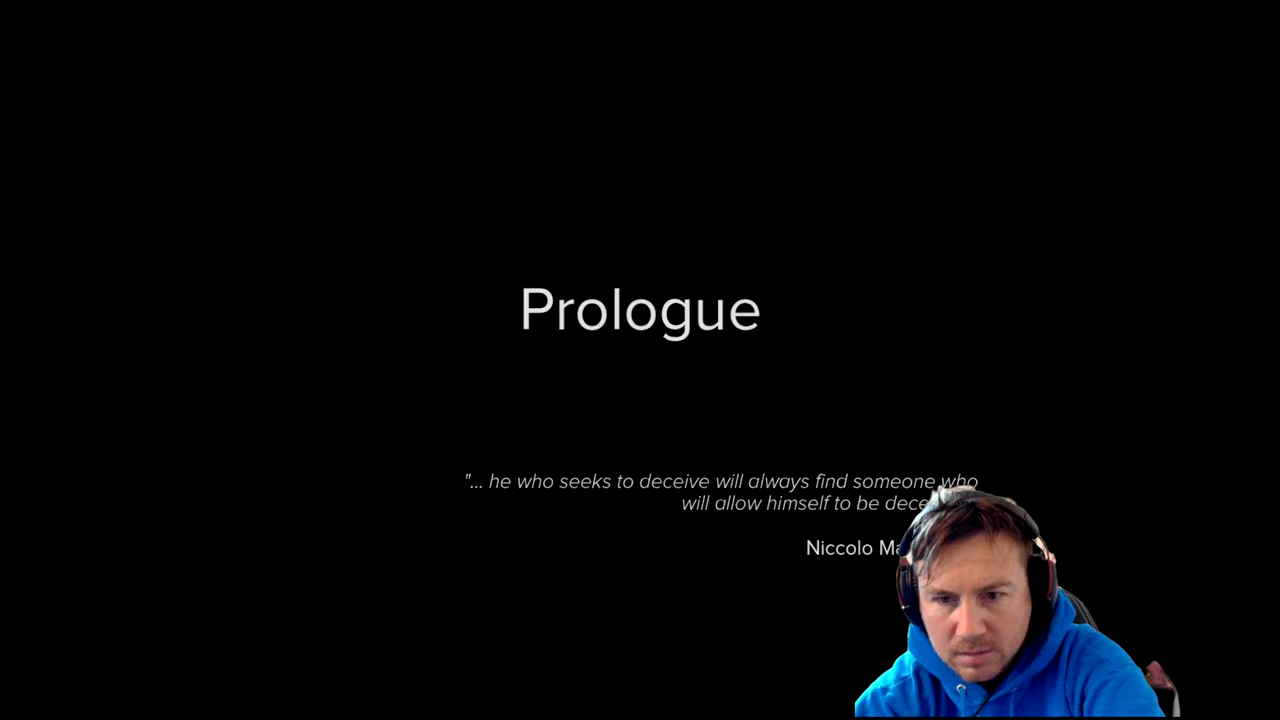 Prologue
"... he who seeks to deceive will always find someone who
will allow himself to be
Niccolo